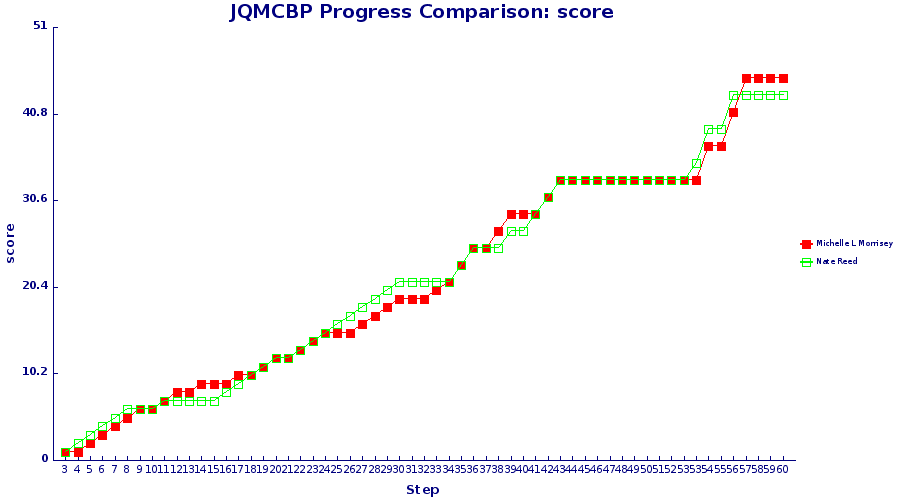 JQMCBP Progress Comparison: score
51
40.8
30.6
20.4
10.2
0
score
3 4 5 6 7 8 9 10 11 12 13 14 15 16 17 18 19 20 21 22 23 24 25 26 27 28 29 30 31 32 33 34 35 36 37 38 39 40 41 42 43 44 45 46 47 48 49 50 51 52 53 53 54 55 56 57 58 59 60
Step
Michelle L Morrisey
Nate Reed